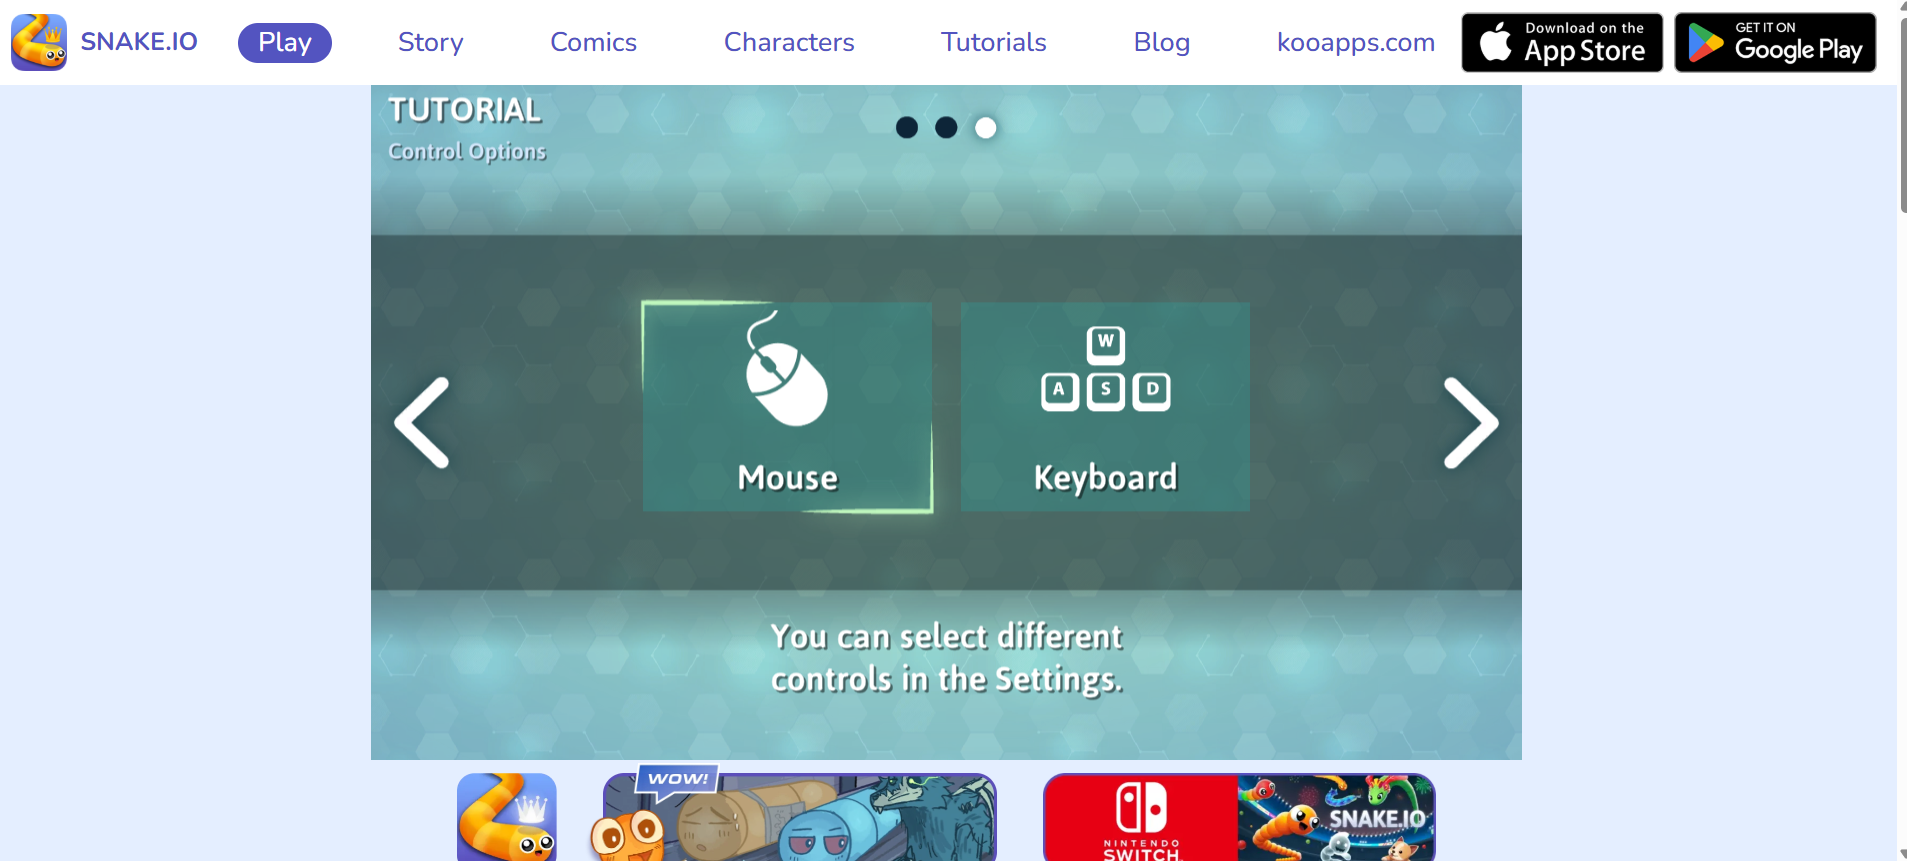 SNAKE.IO
Play
Story
Comics
Characters
Tutorials
Blog
kooapps.com
Download on the
App Store
GET IT ON
Google Play
TUTORIAL
Control Options
W
A S D
Mouse
Keyboard
You can select different
controls in the Settings.
WOW!
NINTENDO
SWITCH
SNAKE.IO